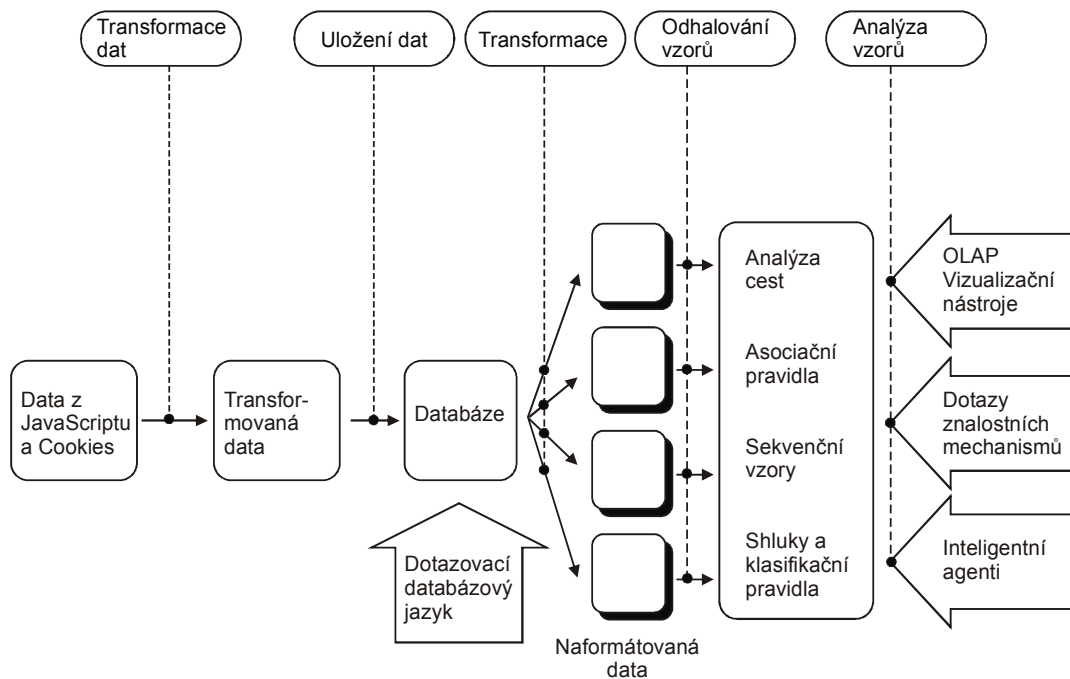 Transformace
dat
Uložení dat
Transformace
Odhalování
vzorů
Analýza
vzorů
Data z
JavaScriptu
a Cookies
Transfor-
movaná
data
Databáze
Dotazovací
databázový
jazyk
Naformátovaná
data
Analýza
cest
Asociační
pravidla
Sekvenční
vzory
Shluky a
klasifikační
pravidla
OLAP
Vizualizační
nástroje
Dotazy
znalostních
mechanismů
Inteligentní
agenti